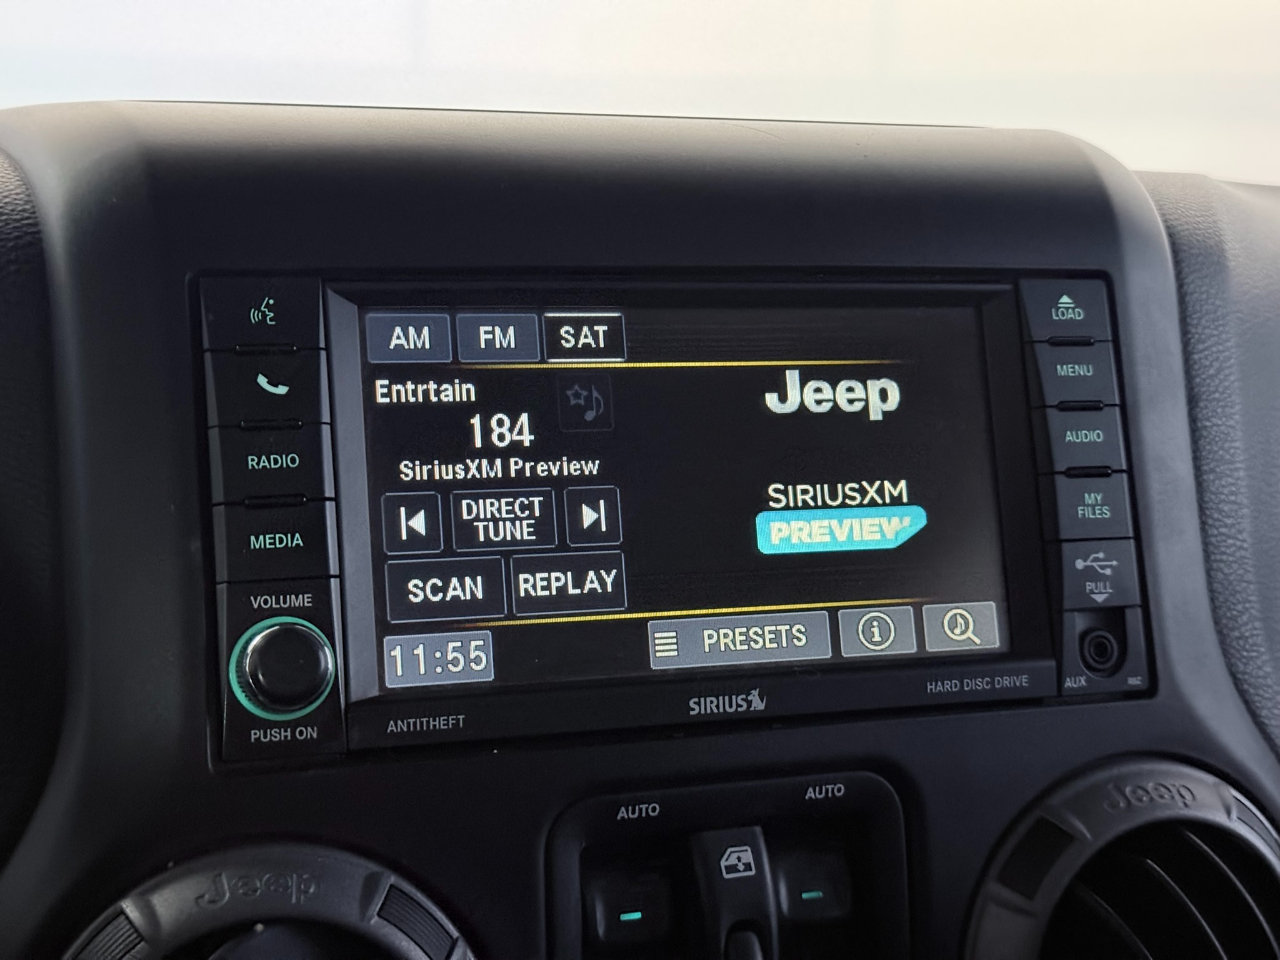 AM FM SAT
Entrtain
184
SiriusXM Preview
DIRECT
TUNE
SCAN REPLAY
11:55
Jeep
SIRIUSXM
PREVIEW
PRESETS
RADIO
MEDIA
VOLUME
PUSH ON
LOAD
MENU
AUDIO
MY
FILES
PULL
AUX
ANTITHEFT
SIRIUS
HARD DISC DRIVE
AUTO
AUTO
Jeep
Jeep